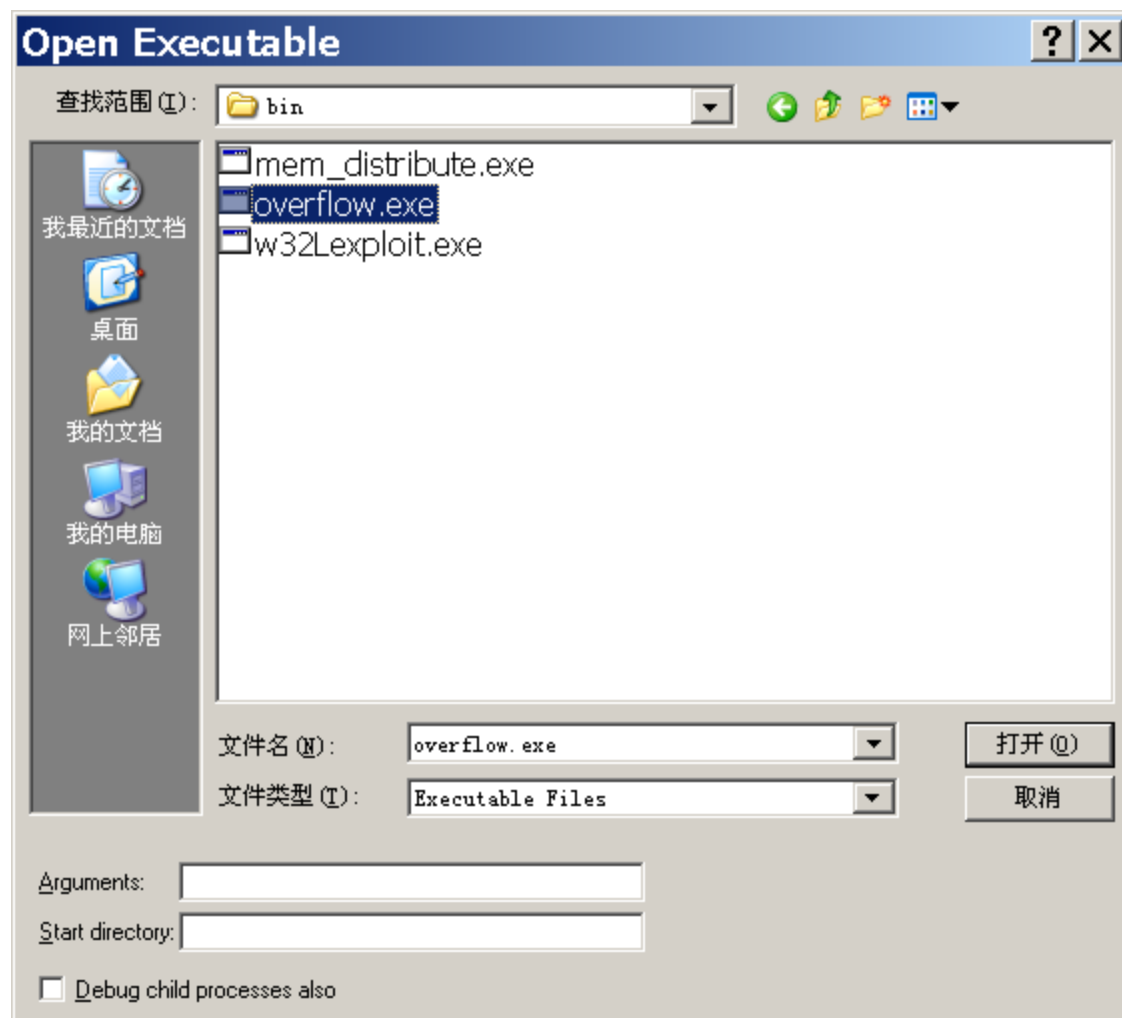 Open Executable
查找范围(I):
bin
mem_distribute.exe
overflow.exe
w32Lexploit.exe
我最近的文档
桌面
我的文档
我的电脑
网上邻居
文件名(N):
overflow.exe
打开(O)
文件类型(T):
Executable Files
取消
Arguments:
Start directory:
Debug child processes also